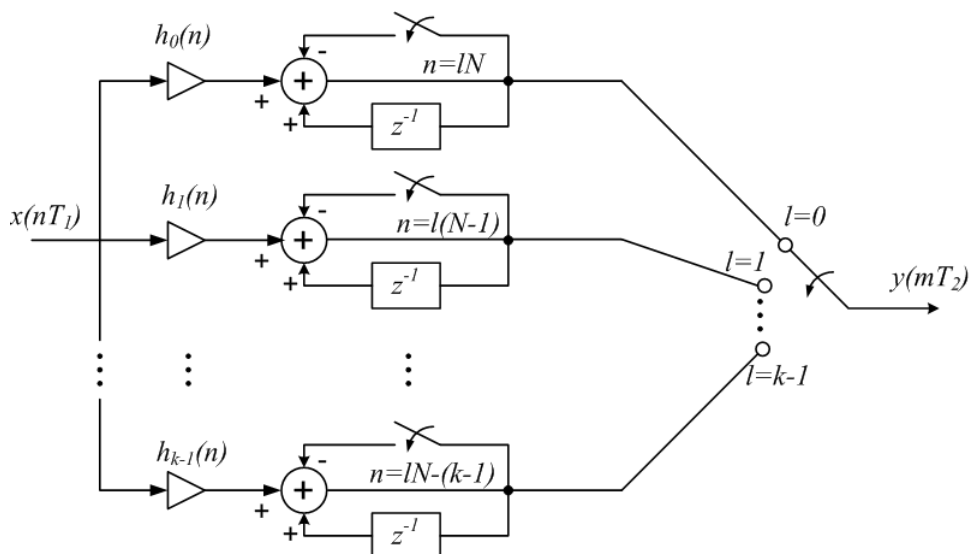 h₀(n)
-
n=lN
+
+
+
z⁻¹
x(nT₁)
h₁(n)
-
n=l(N-1)
+
+
+
z⁻¹
l=0
l=1
y(mT₂)
l=k-1
hₖ₋₁(n)
-
n=lN-(k-1)
+
+
+
z⁻¹